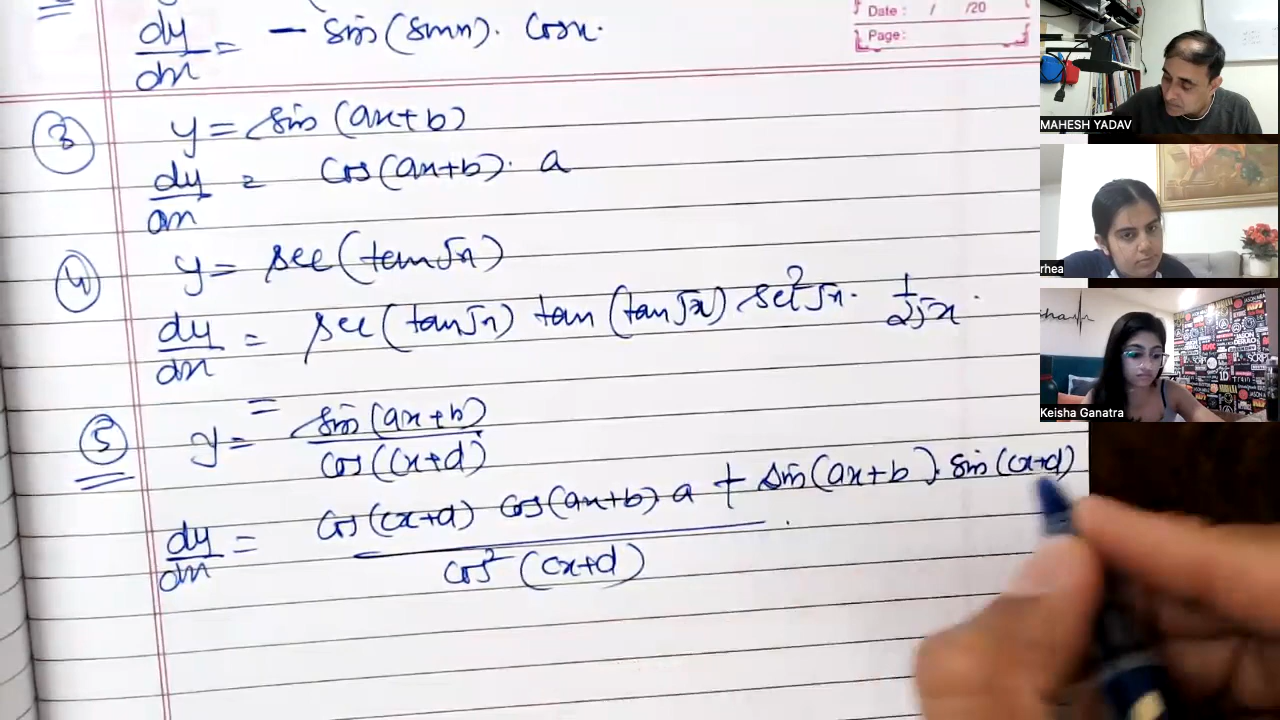 dy/dx = - sin(sinx). cosx.
Date : / /20
Page:
③ y = sin (ax+b)
dy/dx = cos(ax+b). a
④ y = sec(tan√x)
dy/dx = sec(tan√x) tan(tan√x) sec²√x. 1/2√x.
=
⑤ y = sin(ax+b)/cos(cx+d)
dy/dx = cos(cx+d) cos(ax+b) a + sin(ax+b). sin(cx+d)
cos² (cx+d)
MAHESH YADAV
rhea
Keisha Ganatra